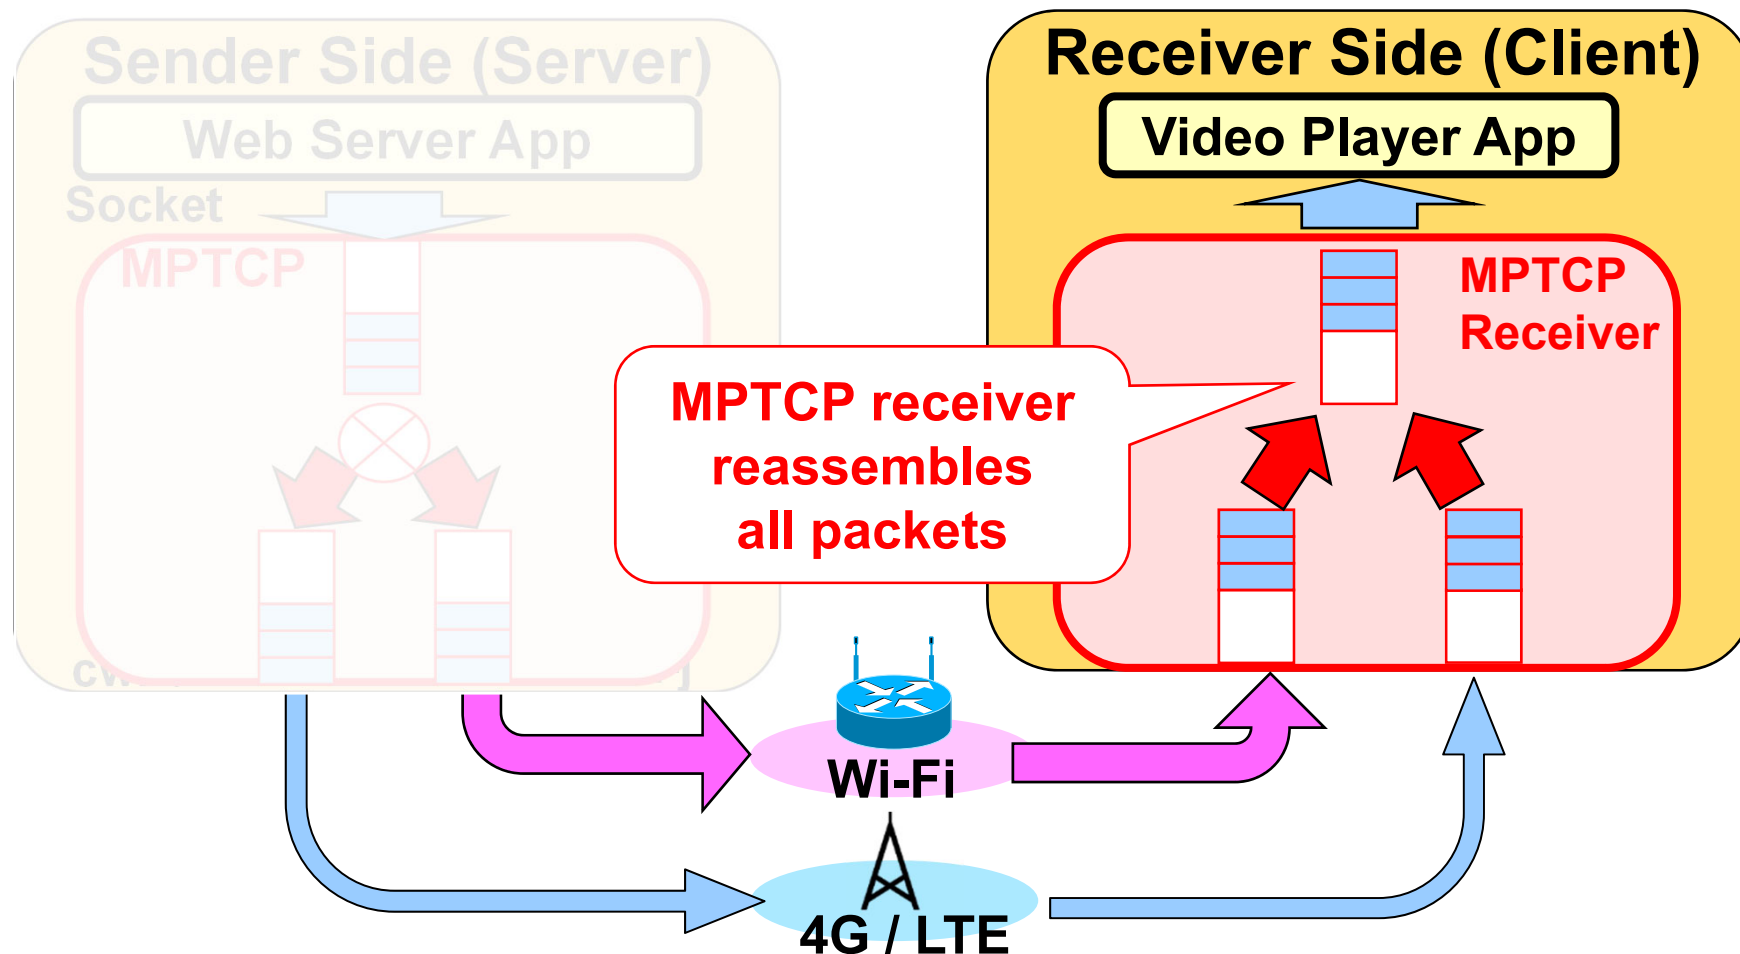 Sender Side (Server)
Web Server App
Socket
MPTCP
Receiver Side (Client)
Video Player App
MPTCP
Receiver
MPTCP receiver
reassembles
all packets
Wi-Fi
4G / LTE